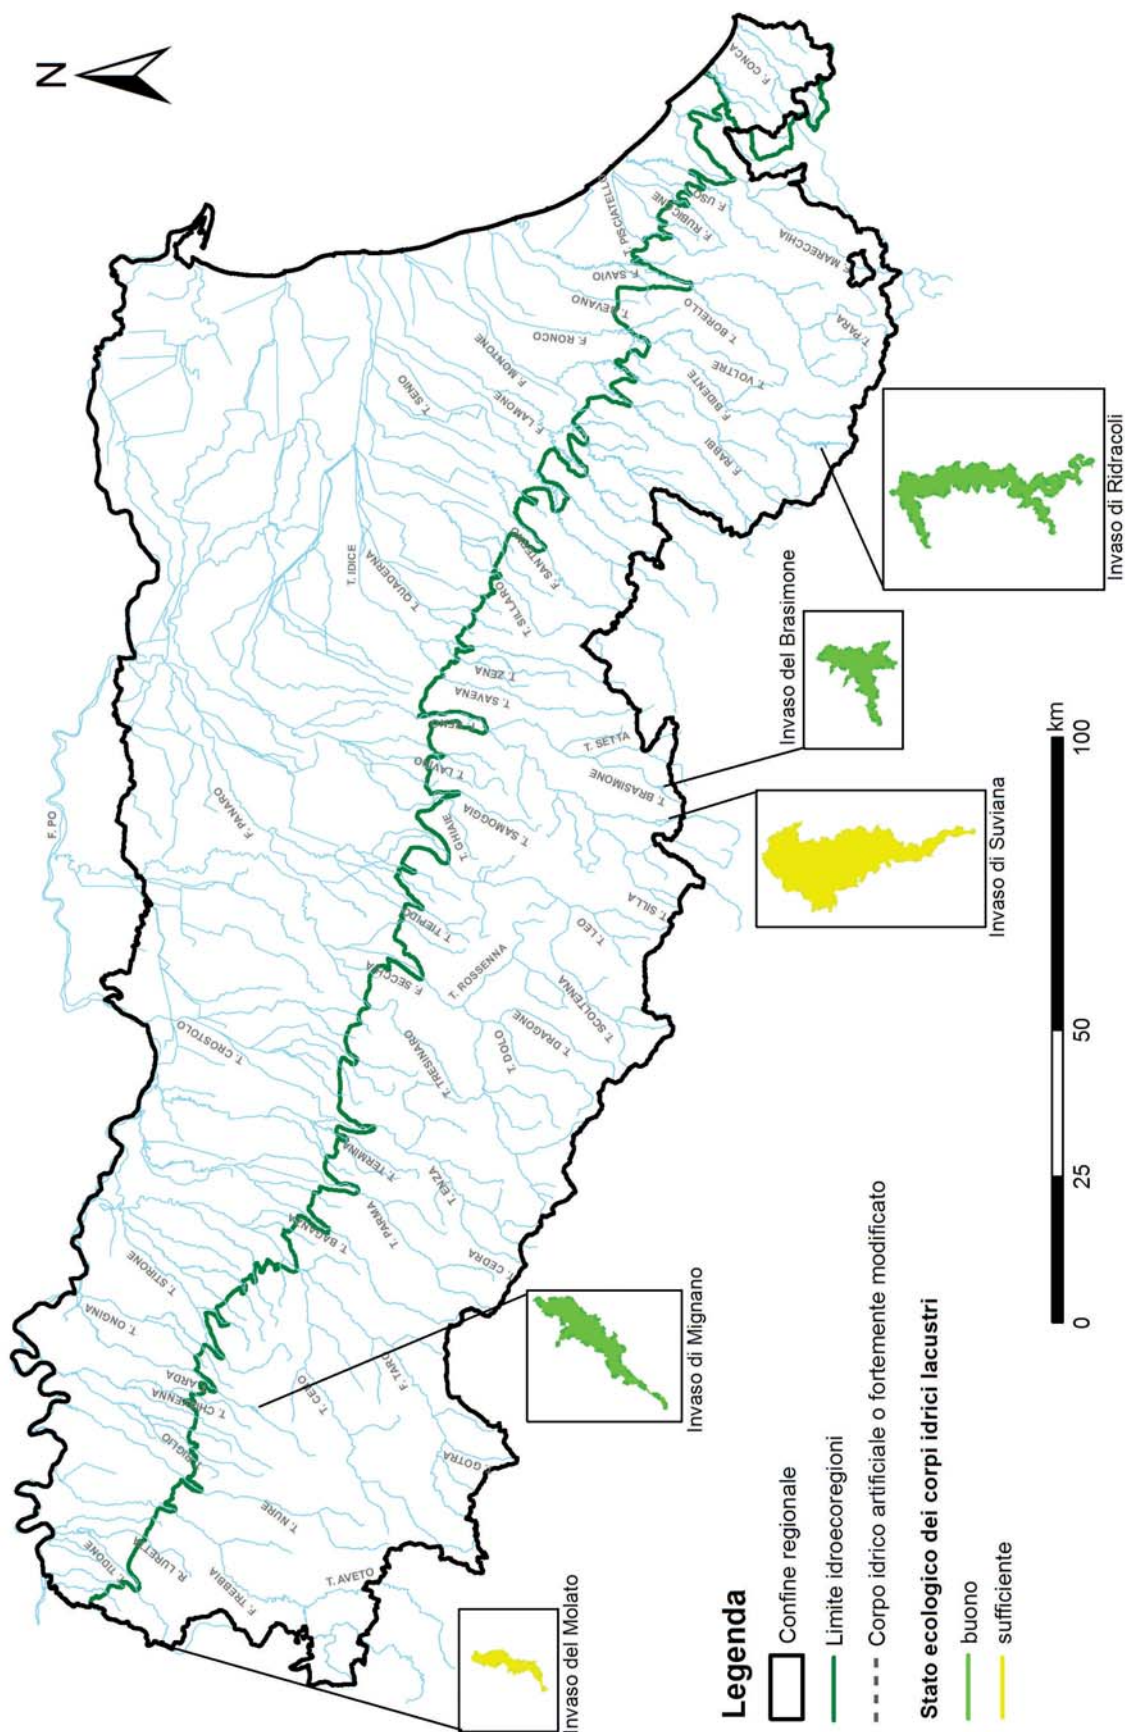 N
F. PO
F. CONCA
T. PISCIATELLO
F. RUBICONE
F. USO
F. MARECCHIA
F. SAVIO
T. BEVANO
F. RONCO
T. BORELLO
T. PARA
F. MONTONE
T. VOLTRE
F. BIDENTE
T. SENIO
F. LAMONE
F. RABBI
T. IDICE
T. QUADERNA
F. SANTERNO
T. SILLARO
T. ZENA
T. SAVENA
T. SETTA
T. LAVINO
T. BRASIMONE
F. PANARO
T. SAMOGGIA
T. GHIAIE
T. TIEPIDO
T. SILLA
T. LEO
F. SECCHIA
T. ROSSENNA
T. SCOLTENNA
T. DRAGONE
T. DOLO
T. CROSTOLO
T. TRESINARO
T. TERMINA
T. ENZA
T. PARMA
T. BAGANZA
T. CEDRA
T. STIRONE
T. ONGINA
T. CENO
F. TARO
ARDA
T. CHIAVENNA
GOTRA
T. NURE
T. TIDONE
R. LURETTA
F. TREBBIA
T. AVETO
Invaso di Ridracoli
Invaso del Brasimone
Invaso di Suviana
Invaso di Mignano
Invaso del Molato
Legenda
Confine regionale
Limite idroecoregioni
Corpo idrico artificiale o fortemente modificato
Stato ecologico dei corpi idrici lacustri
buono
sufficiente
0 25 50 100 km